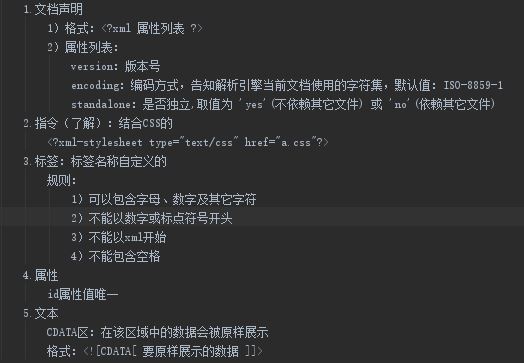 1.文档声明
1）格式：<?xml 属性列表 ?>
2）属性列表：
version：版本号
encoding：编码方式，告知解析引擎当前文档使用的字符集，默认值：ISO-8859-1
standalone：是否独立,取值为 'yes'(不依赖其它文件) 或 'no'(依赖其它文件)
2.指令（了解）：结合CSS的
<?xml-stylesheet type="text/css" href="a.css"?>
3.标签：标签名称自定义的
规则：
1）可以包含字母、数字及其它字符
2）不能以数字或标点符号开头
3）不能以xml开始
4）不能包含空格
4.属性
id属性值唯一
5.文本
CDATA区：在该区域中的数据会被原样展示
格式：<![CDATA[ 要原样展示的数据 ]]>